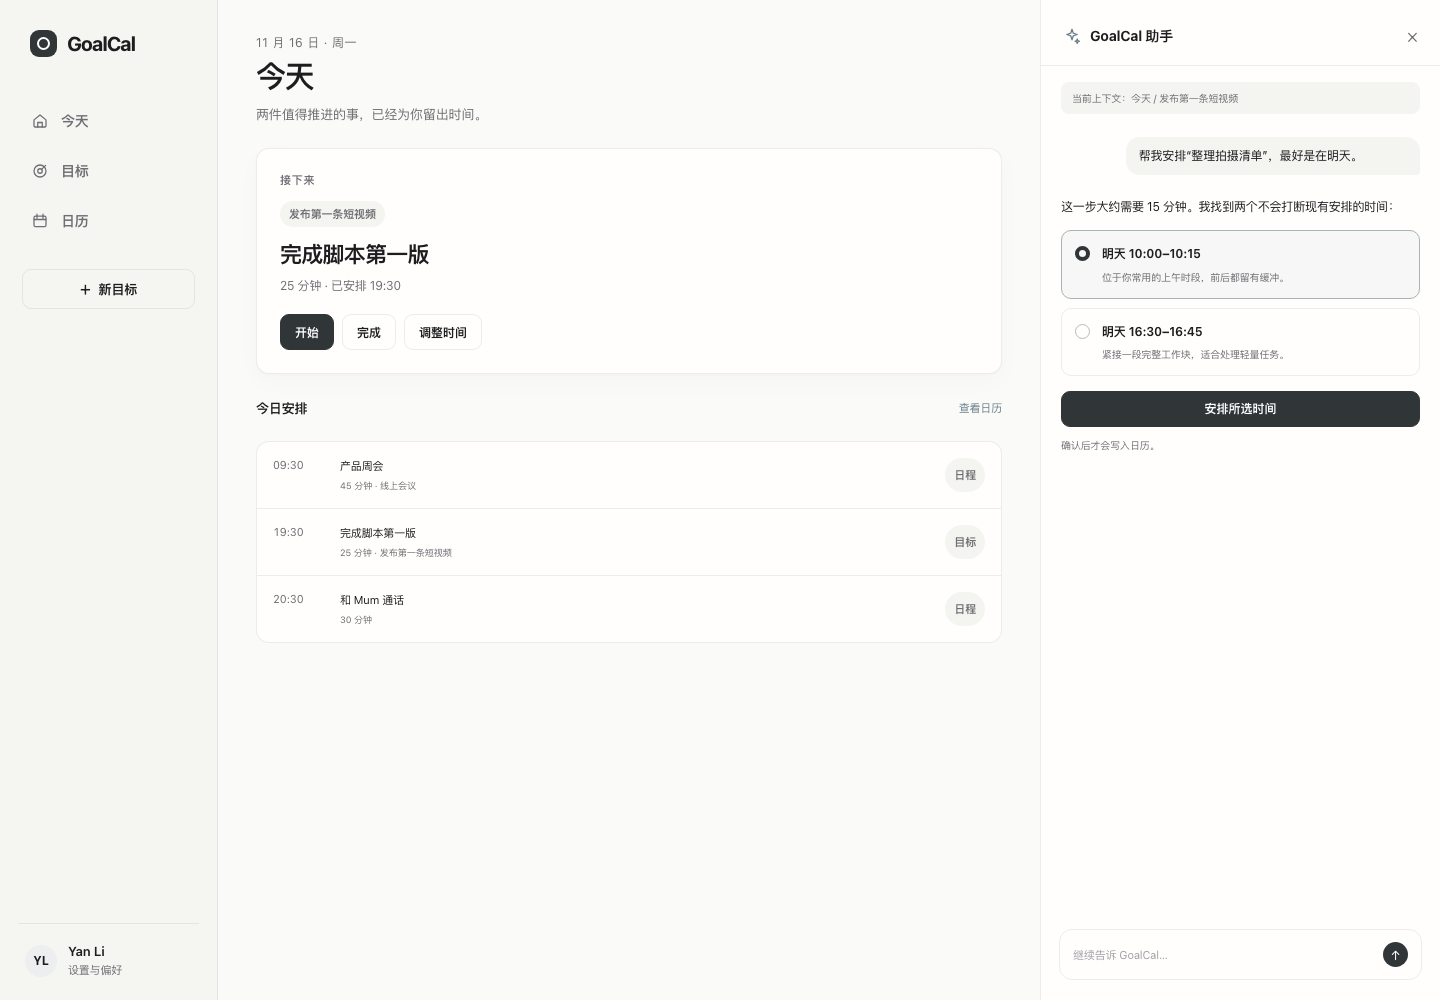 GoalCal
今天
目标
日历
+ 新目标
YL
Yan Li
设置与偏好
11 月 16 日 · 周一
今天
两件值得推进的事，已经为你留出时间。
接下来
发布第一条短视频
完成脚本第一版
25 分钟 · 已安排 19:30
开始
完成
调整时间
今日安排
查看日历
09:30
产品周会
45 分钟 · 线上会议
日程
19:30
完成脚本第一版
25 分钟 · 发布第一条短视频
目标
20:30
和 Mum 通话
30 分钟
日程
GoalCal 助手
当前上下文：今天 / 发布第一条短视频
帮我安排“整理拍摄清单”，最好是在明天。
这一步大约需要 15 分钟。我找到两个不会打断现有安排的时间：
明天 10:00–10:15
位于你常用的上午时段，前后都留有缓冲。
明天 16:30–16:45
紧接一段完整工作块，适合处理轻量任务。
安排所选时间
确认后才会写入日历。
继续告诉 GoalCal...